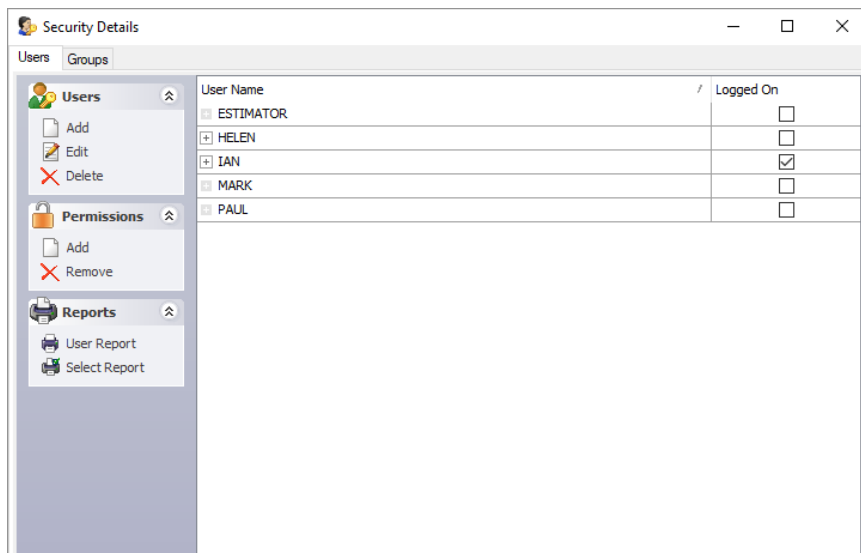 Security Details
Users Groups
Users
Add
Edit
Delete
Permissions
Add
Remove
Reports
User Report
Select Report
User Name Logged On
ESTIMATOR
HELEN
IAN
MARK
PAUL